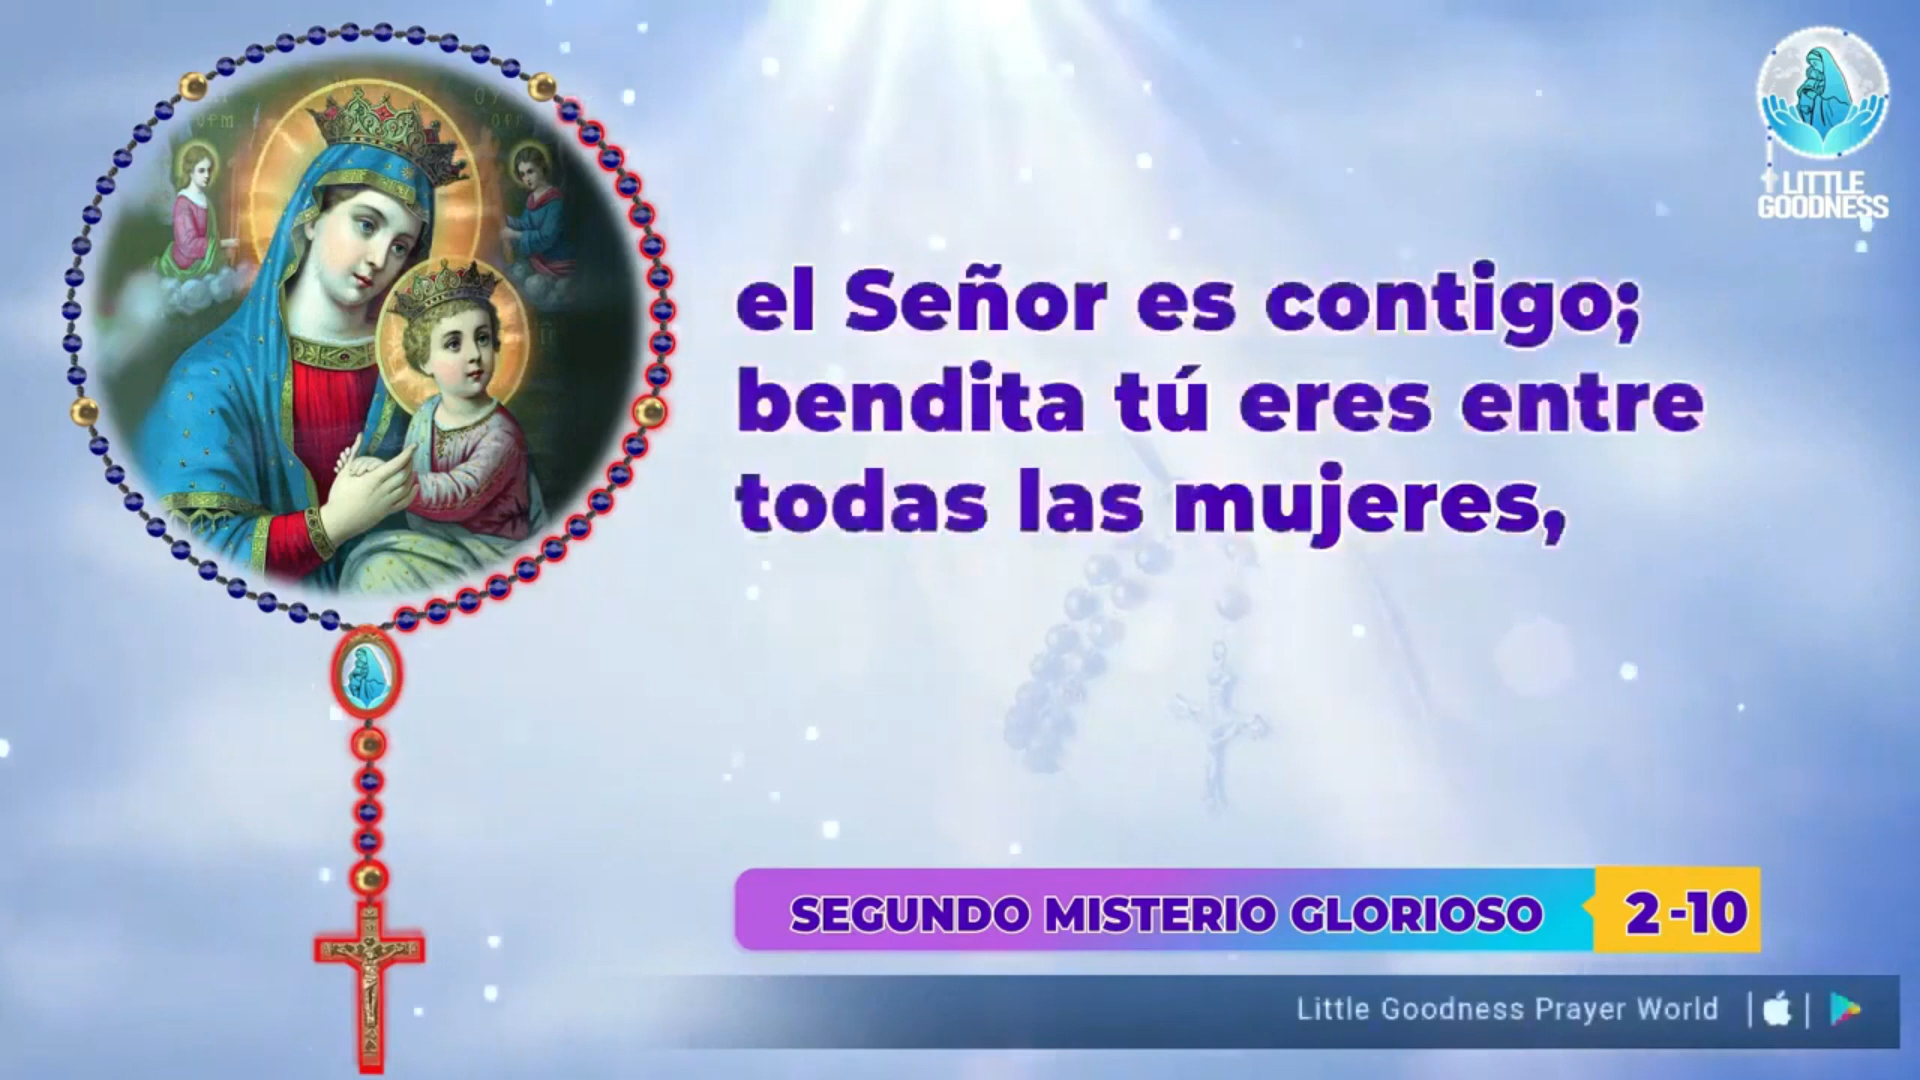 LITTLE
GOODNESS
el Señor es contigo;
bendita tú eres entre
todas las mujeres,
SEGUNDO MISTERIO GLORIOSO
2-10
Little Goodness Prayer World